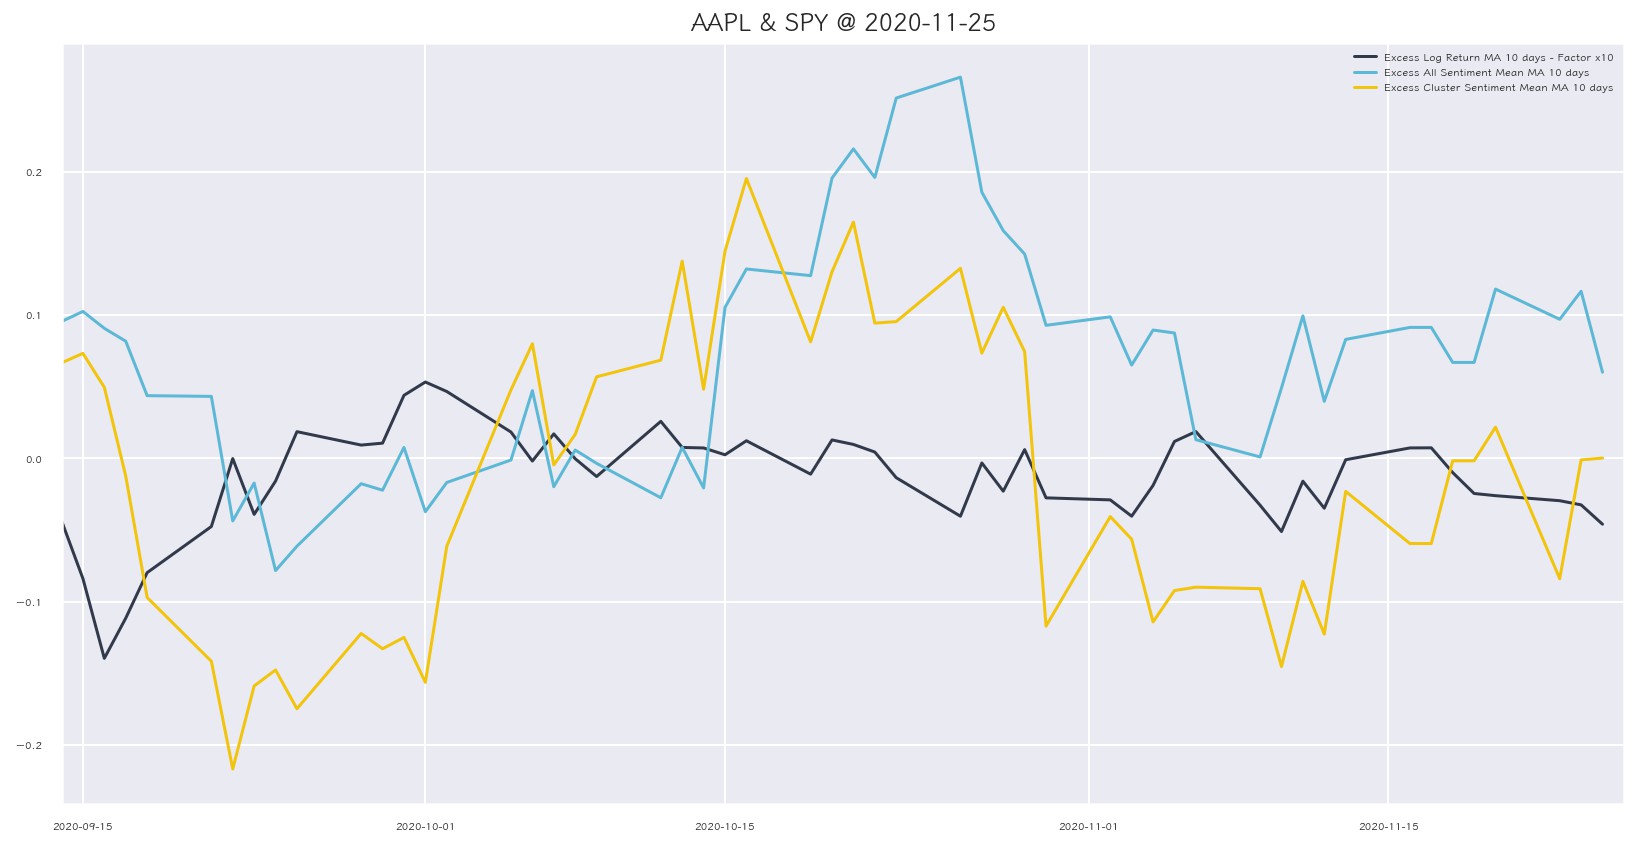 AAPL & SPY @ 2020-11-25
Excess Log Return MA 10 days - Factor x10
Excess All Sentiment Mean MA 10 days
Excess Cluster Sentiment Mean MA 10 days
0.2
0.1
0.0
−0.1
−0.2
2020-09-15 2020-10-01 2020-10-15 2020-11-01 2020-11-15